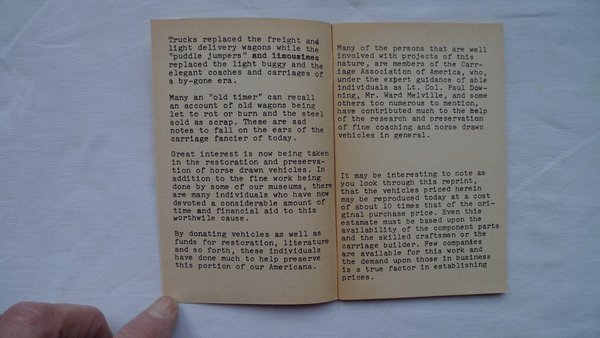 Trucks replaced the freight and
light delivery wagons while the
"puddle jumpers" and limousines
replaced the light buggy and the
elegant coaches and carriages of
a by-gone era.
Many an "old timer" can recall
an account of old wagons being
let to rot or burn and the steel
sold as scrap. These are sad
notes to fall on the ears of the
carriage fancier of today.
Great interest is now being taken
in the restoration and preserva-
tion of horse drawn vehicles. In
addition to the fine work being
done by some of our museums, there
are many individuals who have now
devoted a considerable amount of
time and financial aid to this
worthwile cause.
By donating vehicles as well as
funds for restoration, literature
and so forth, these individuals
have done much to help preserve
this portion of our Americana.
Many of the persons that are well
involved with projects of this
nature, are members of the Carr-
iage Association of America, who,
under the expert guidance of able
individuals as Lt. Col. Paul Dow-
ning, Mr. Ward Melville, and some
others too numerous to mention,
have contributed much to the help
of the research and preservation
of fine coaching and horse drawn
vehicles in general.
It may be interesting to note as
you look through this reprint,
that the vehicles priced herein
may be reproduced today at a cost
of about 10 times that of the ori-
ginal purchase price. Even this
estamate must be based upon the
availability of the component parts
and the skilled craftsmen or the
carriage builder. Few companies
are available for this work and
the demand upon those in business
is a true factor in establishing
prices.